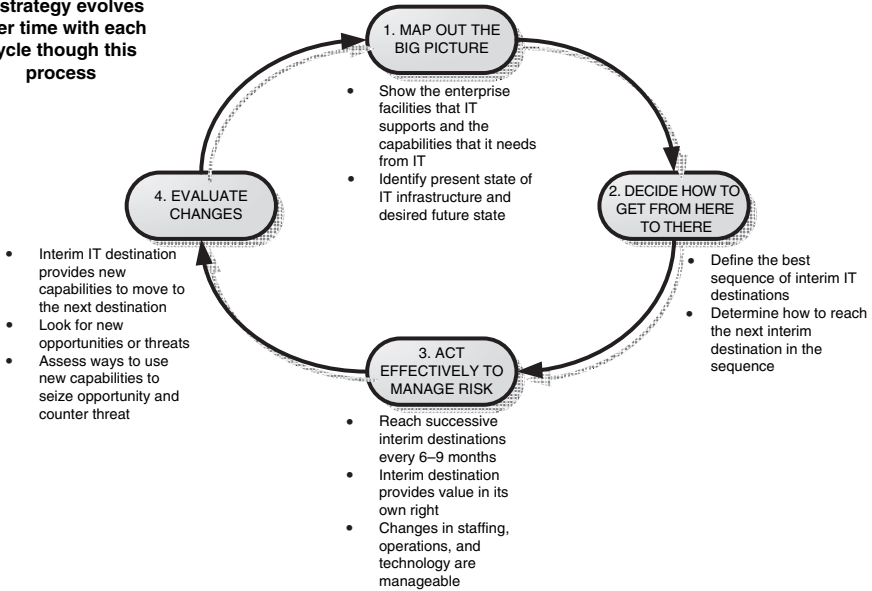 strategy evolves
er time with each
ycle though this
process
1. MAP OUT THE
BIG PICTURE
• Show the enterprise
facilities that IT
supports and the
capabilities that it needs
from IT
• Identify present state of
IT infrastructure and
desired future state
2. DECIDE HOW TO
GET FROM HERE
TO THERE
• Define the best
sequence of interim IT
destinations
• Determine how to reach
the next interim
destination in the
sequence
3. ACT
EFFECTIVELY TO
MANAGE RISK
• Reach successive
interim destinations
every 6–9 months
• Interim destination
provides value in its
own right
• Changes in staffing,
operations, and
technology are
manageable
4. EVALUATE
CHANGES
• Interim IT destination
provides new
capabilities to move to
the next destination
• Look for new
opportunities or threats
• Assess ways to use
new capabilities to
seize opportunity and
counter threat